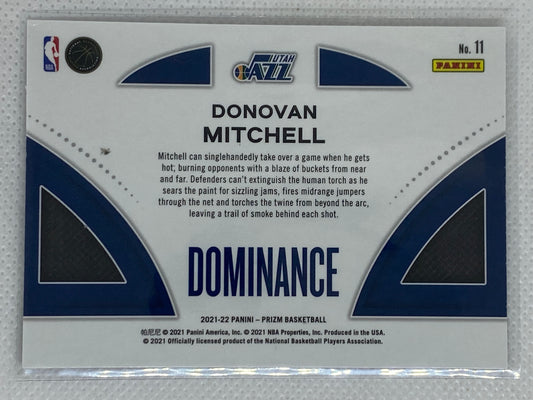 NBA
UTAH
JAZZ
No. 11
PANINI
DONOVAN
MITCHELL
Mitchell can singlehandedly take over a game when he gets
hot; burning opponents with a blaze of buckets from near
and far. Defenders can't extinguish the human torch as he
sears the paint for sizzling jams, fires midrange jumpers
through the net and torches the twine from beyond the arc,
leaving a trail of smoke behind each shot.
DOMINANCE
2021-22 PANINI – PRIZM BASKETBALL
帕尼尼 © 2021 Panini America, Inc. © 2021 NBA Properties, Inc. Produced in the USA.
© 2021 Officially licensed product of the National Basketball Players Association.